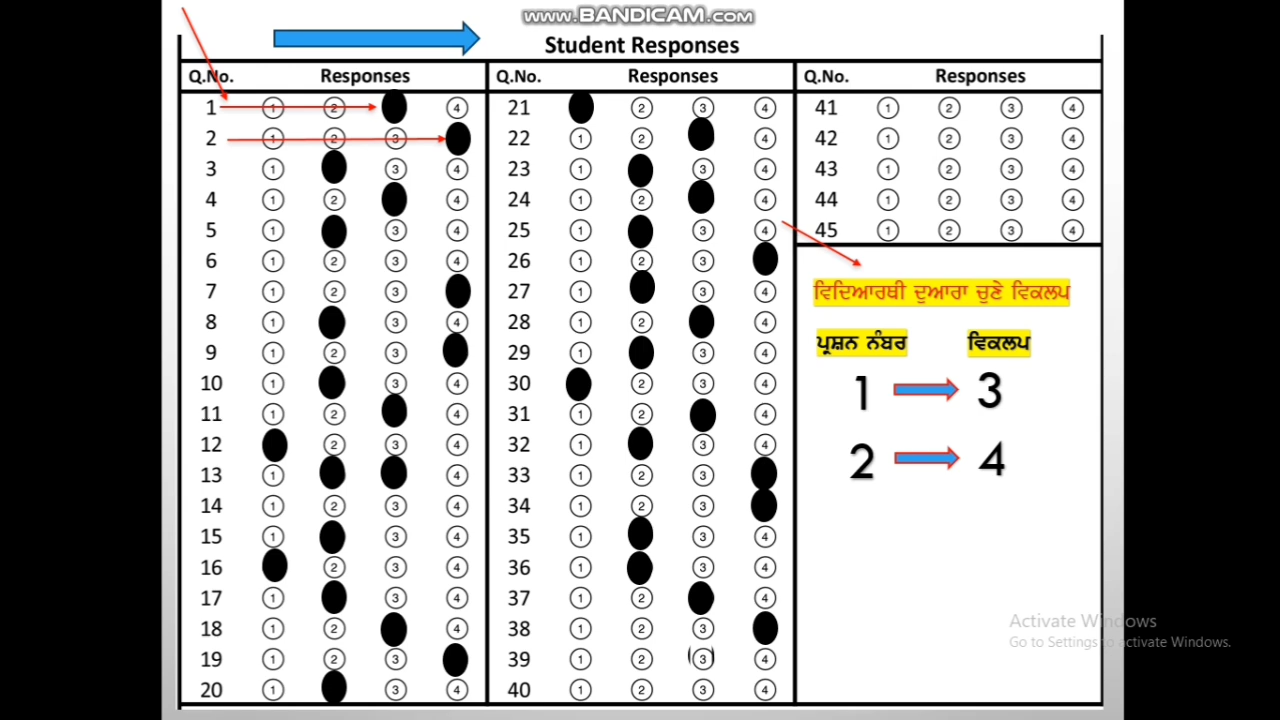 www.BANDICAM.com
Student Responses
Q.No. Responses Q.No. Responses Q.No. Responses
1 1 2 4 21 2 3 4 41 1 2 3 4
2 1 2 3 22 1 2 4 42 1 2 3 4
3 1 3 4 23 1 3 4 43 1 2 3 4
4 1 2 4 24 1 2 4 44 1 2 3 4
5 1 3 4 25 1 3 4 45 1 2 3 4
6 1 2 3 4 26 1 2 3
7 1 2 3 27 1 3 4
8 1 3 4 28 1 2 4
9 1 2 3 29 1 3 4
10 1 3 4 30 2 3 4
11 1 2 4 31 1 2 4
12 2 3 4 32 1 3 4
13 1 4 33 1 2 3
14 1 2 3 4 34 1 2 3
15 1 3 4 35 1 3 4
16 2 3 4 36 1 3 4
17 1 3 4 37 1 2 4
18 1 2 4 38 1 2 3
19 1 2 3 39 1 2 3 4
20 1 3 4 40 1 2 3 4
ਵਿਦਿਆਰਥੀ ਦੁਆਰਾ ਚੁਣੇ ਵਿਕਲਪ
ਪ੍ਰਸ਼ਨ ਨੰਬਰ ਵਿਕਲਪ
1 3
2 4
Activate Windows
Go to Settings to activate Windows.